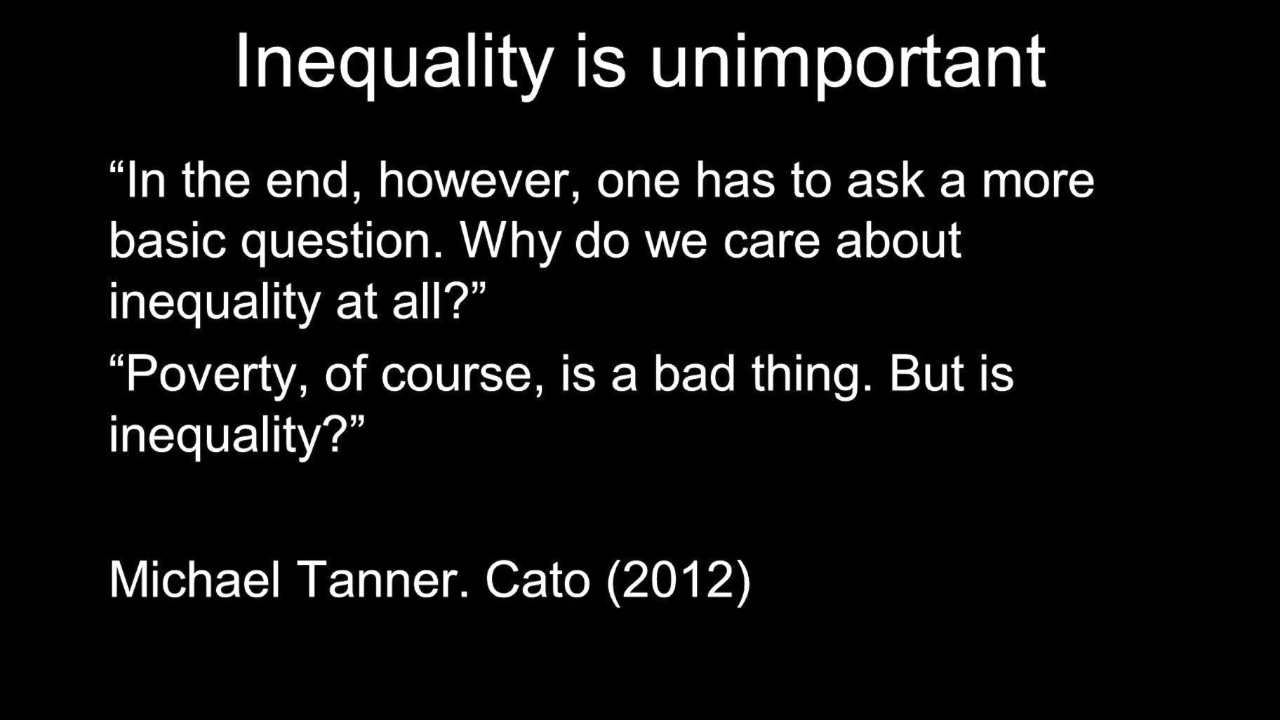 Inequality is unimportant
“In the end, however, one has to ask a more
basic question. Why do we care about
inequality at all?”
“Poverty, of course, is a bad thing. But is
inequality?”
Michael Tanner. Cato (2012)